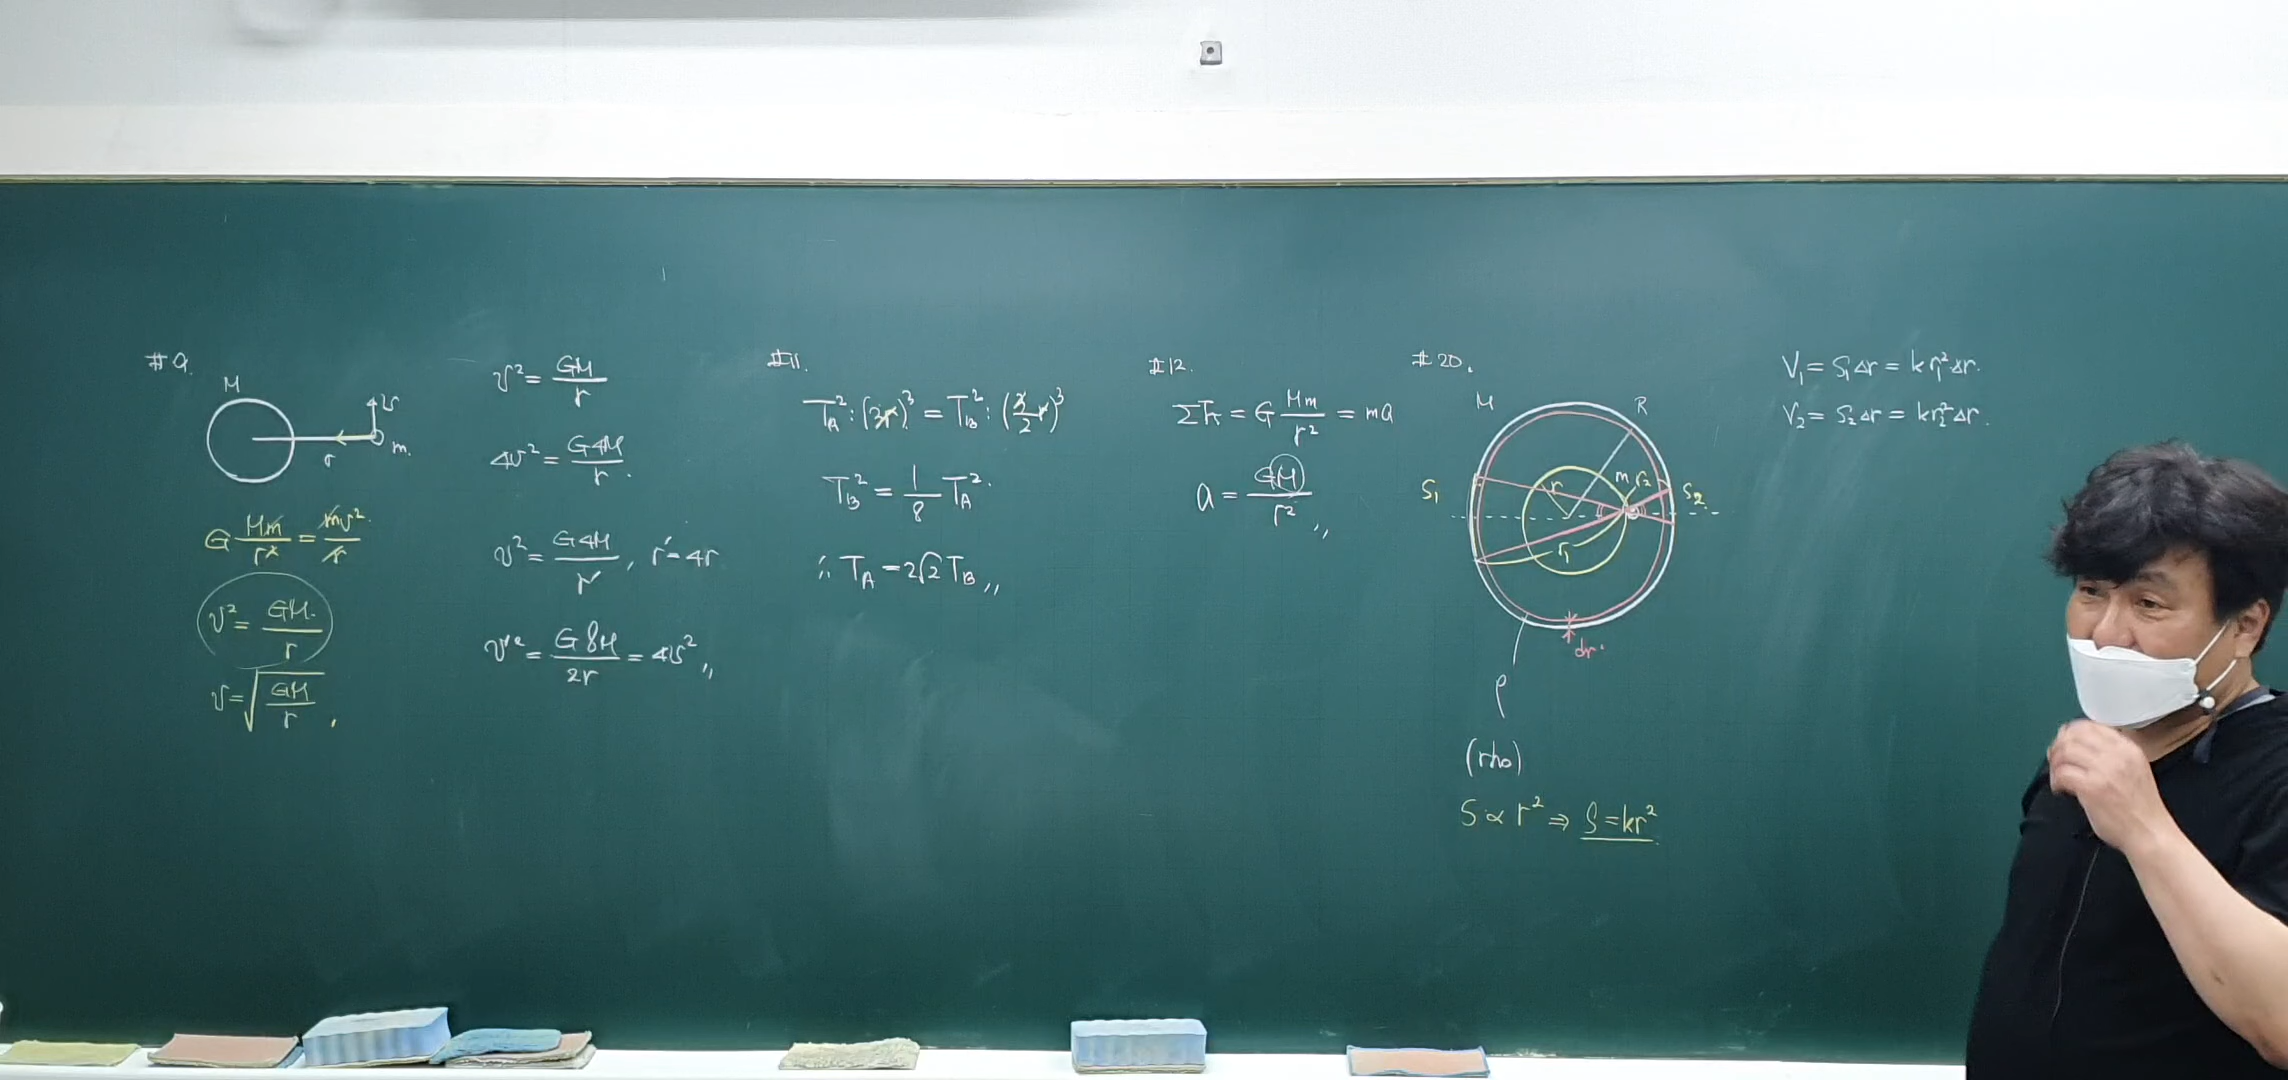 #9.
M
v
r
m.
G Mm/r² = mv²/r
v² = GM/r
v = √(GM/r)
v² = GM/r
4v² = G4M/r
v² = G4M/r', r' = 4r
v'² = G8M/2r = 4v²
#11.
T_A² : (3r)³ = T_B² : (3/2 r)³
T_B² = 1/8 T_A²
∴ T_A = 2√2 T_B
#12.
ΣF = G Mm/r² = ma
a = GM/r²
#20.
M
R
S₁
r
m
r₂
S₂
r₁
dr
ρ
(rho)
S ∝ r² ⇒ S = kr²
V₁ = S₁Δr = kr₁²Δr.
V₂ = S₂Δr = kr₂²Δr.